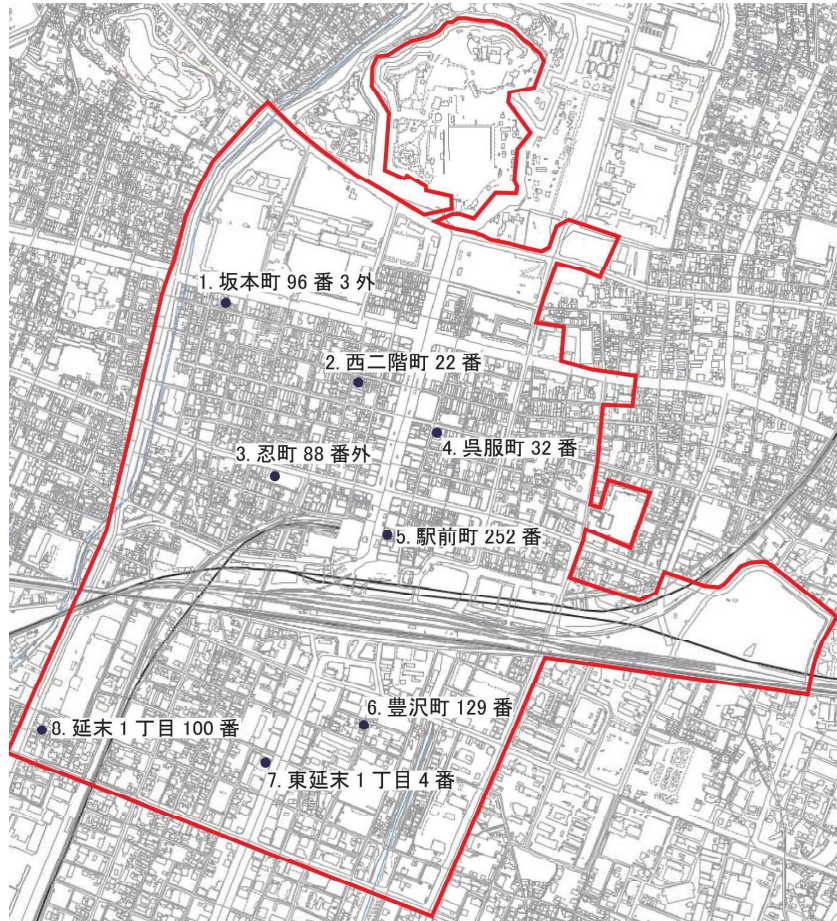 1. 坂本町 96 番 3 外
2. 西二階町 22 番
3. 忍町 88 番外
4. 呉服町 32 番
5. 駅前町 252 番
6. 豊沢町 129 番
7. 東延末 1 丁目 4 番
8. 延末 1 丁目 100 番